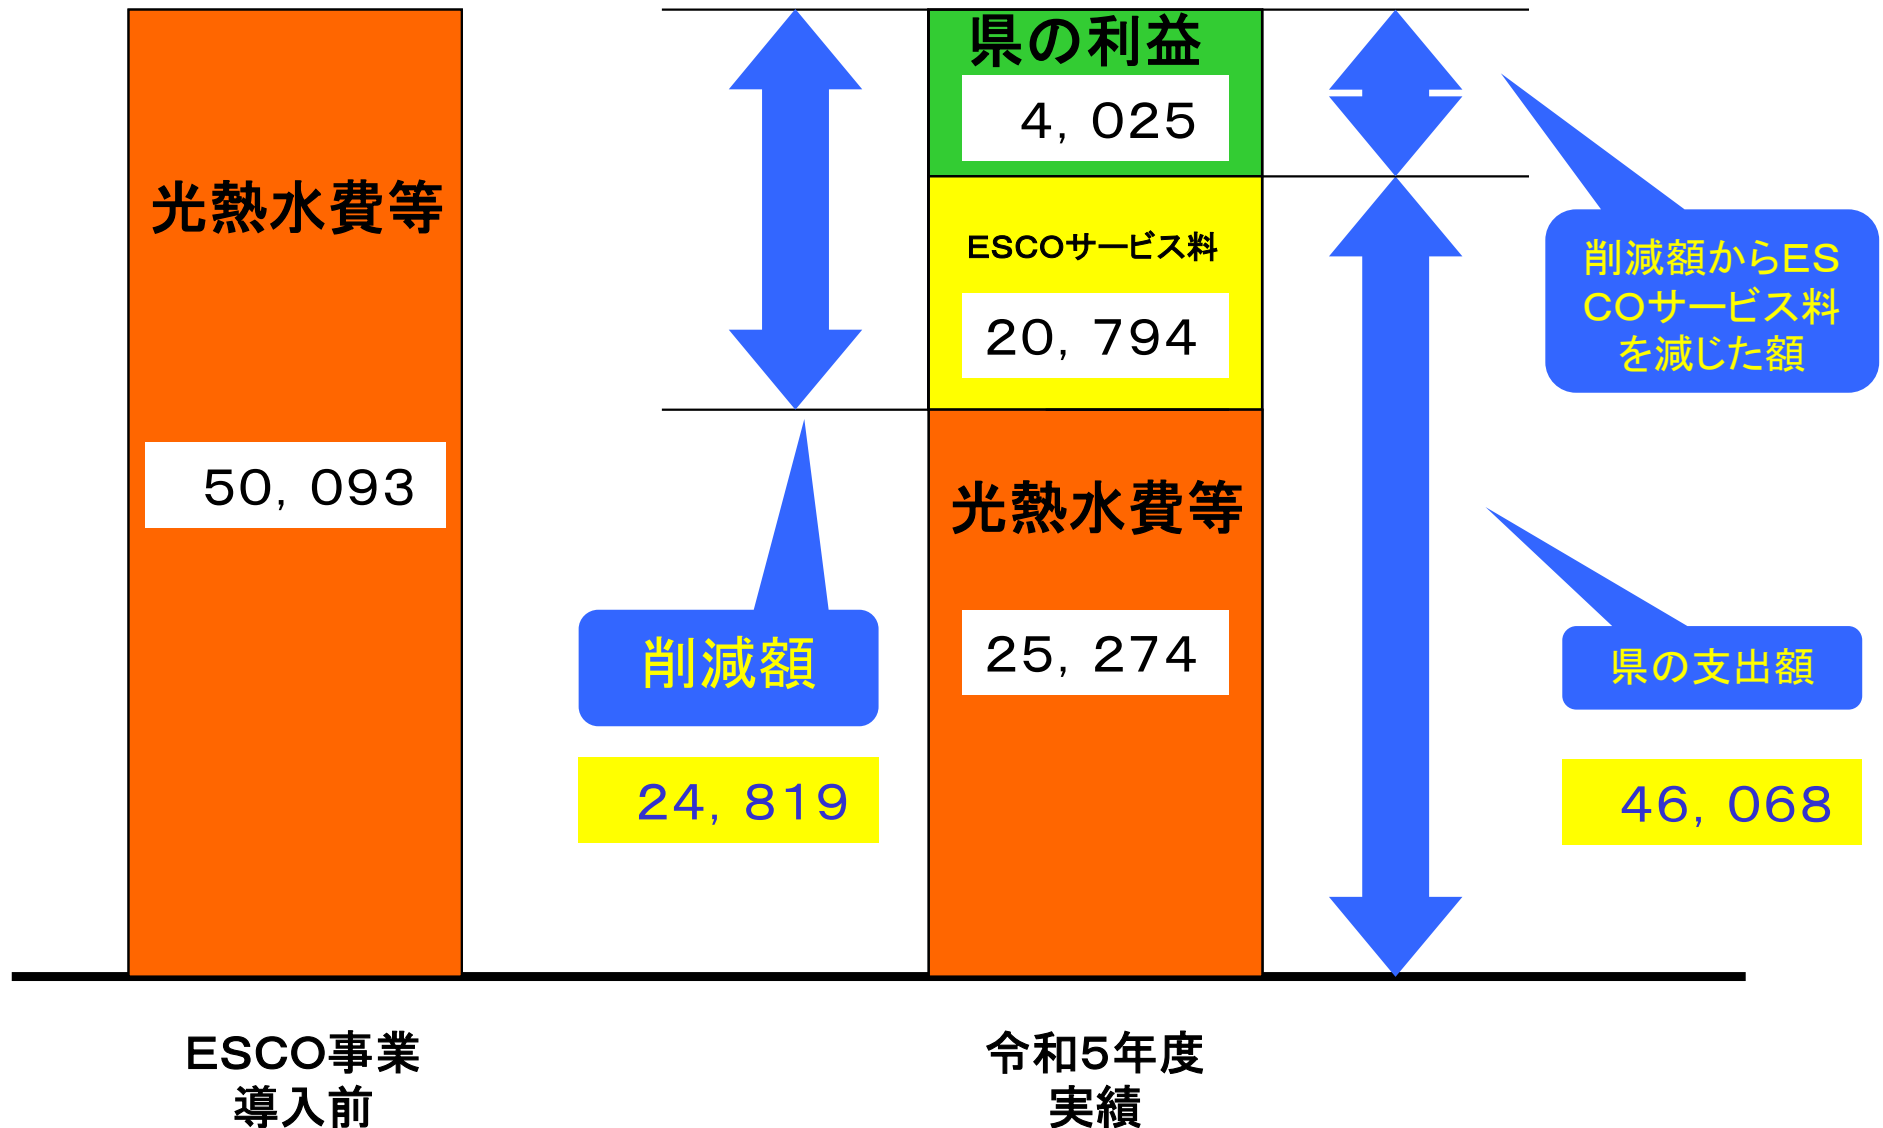 光熱水費等
50，093
ESCO事業
導入前
削減額
24，819
県の利益
4，025
ESCOサービス料
20，794
光熱水費等
25，274
令和5年度
実績
削減額からES
COサービス料
を減じた額
県の支出額
46，068